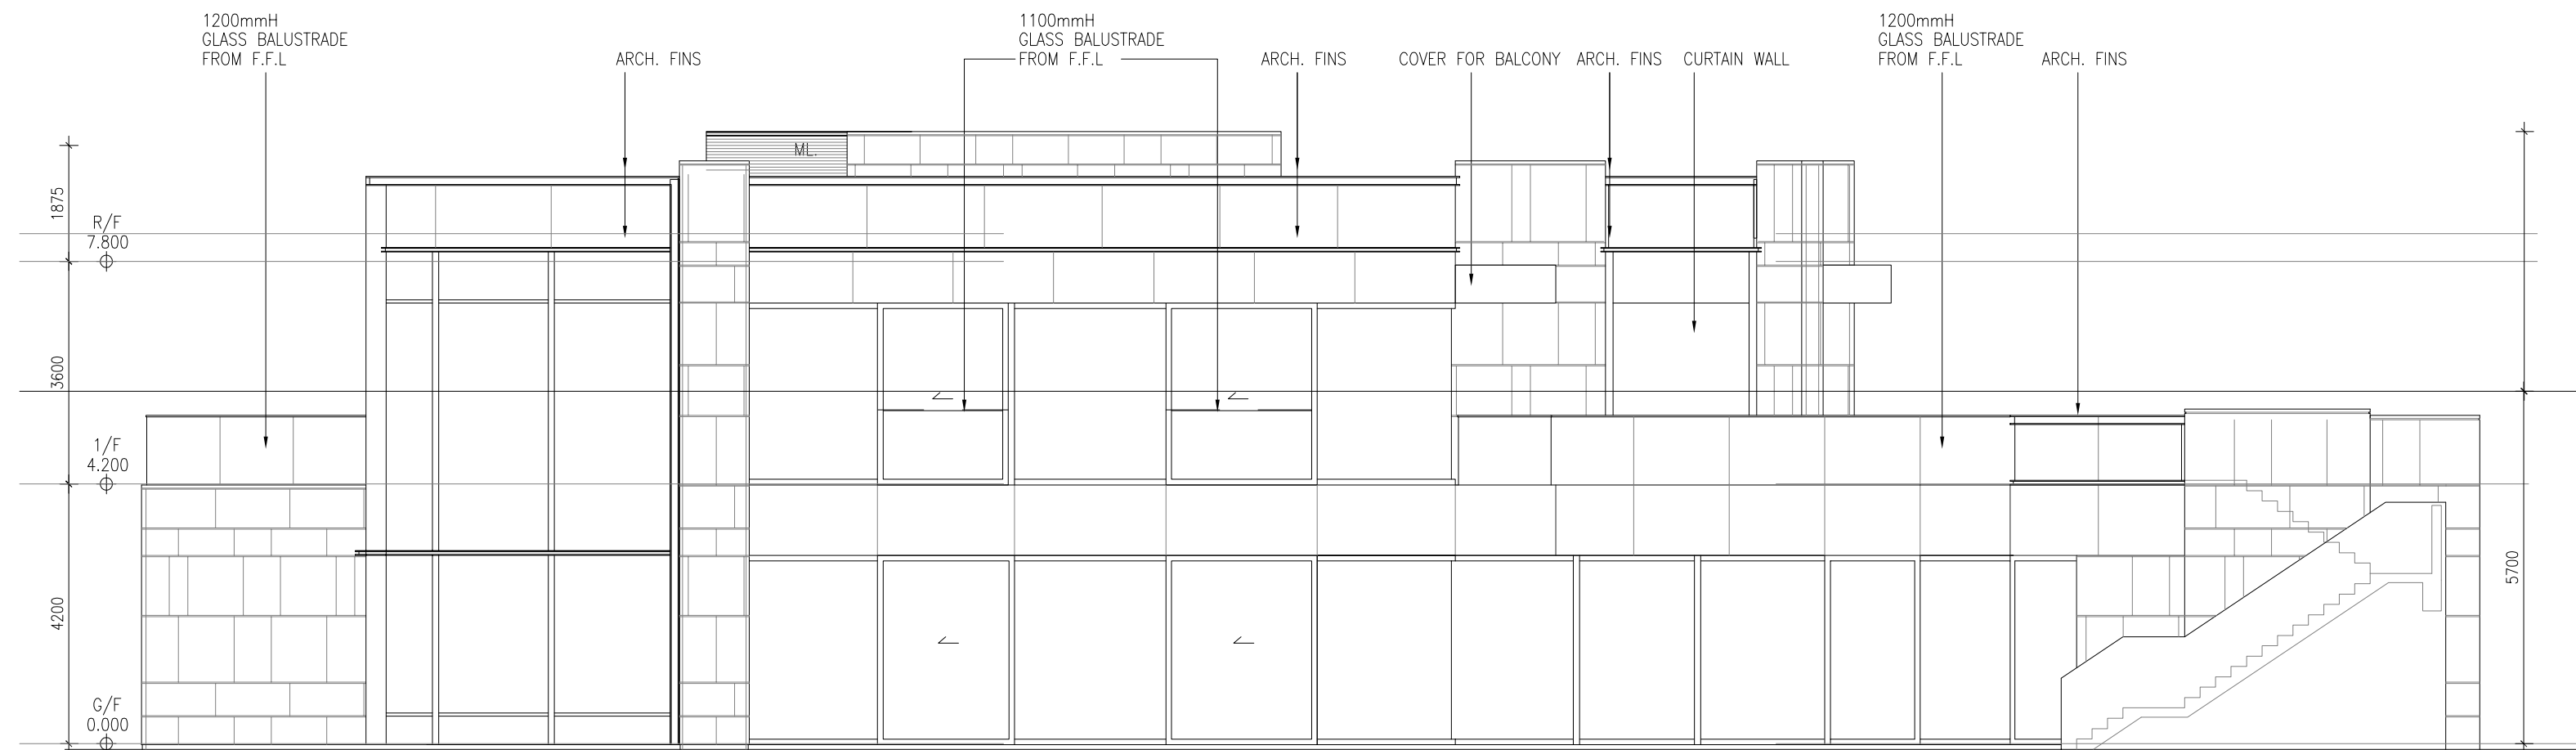 1200mmH
GLASS BALUSTRADE
FROM F.F.L
ARCH. FINS
1100mmH
GLASS BALUSTRADE
FROM F.F.L
ARCH. FINS
COVER FOR BALCONY
ARCH. FINS
CURTAIN WALL
1200mmH
GLASS BALUSTRADE
FROM F.F.L
ARCH. FINS
ML.
1875
R/F
7.800
3600
1/F
4.200
4200
G/F
0.000
5700